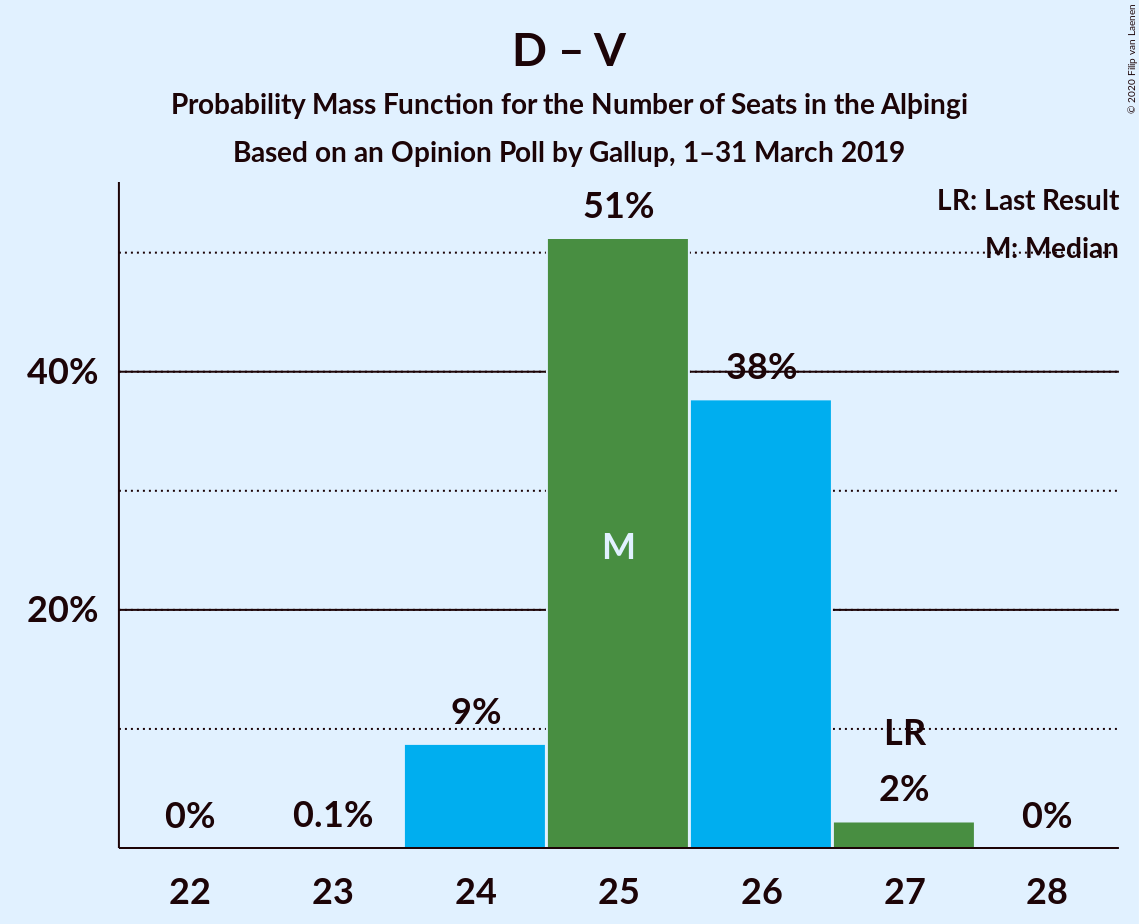 D – V
Probability Mass Function for the Number of Seats in the Alþingi
Based on an Opinion Poll by Gallup, 1–31 March 2019
© 2020 Filip van Laenen
LR: Last Result
M: Median
51%
40%
38%
M
20%
9%
LR
2%
0%
0.1%
0%
22
23
24
25
26
27
28